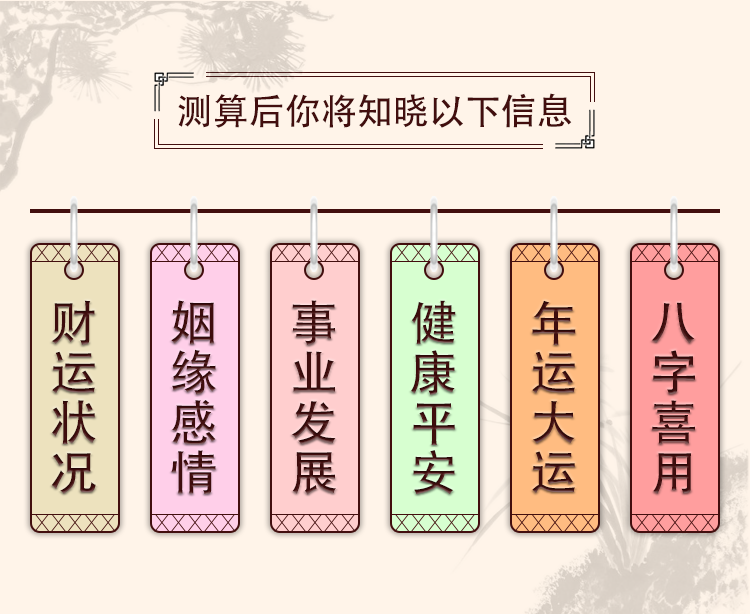 测算后你将知晓以下信息
财运状况
姻缘感情
事业发展
健康平安
年运大运
八字喜用